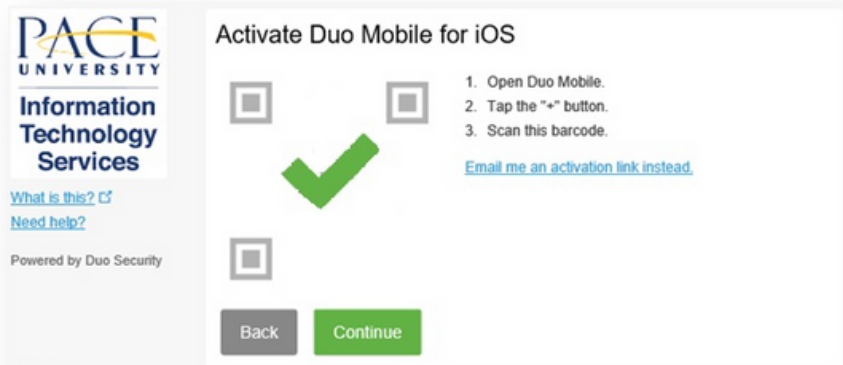 PACE
UNIVERSITY
Information
Technology
Services
What is this?
Need help?
Powered by Duo Security
Activate Duo Mobile for iOS
1. Open Duo Mobile.
2. Tap the "+" button.
3. Scan this barcode.
Email me an activation link instead.
Back
Continue